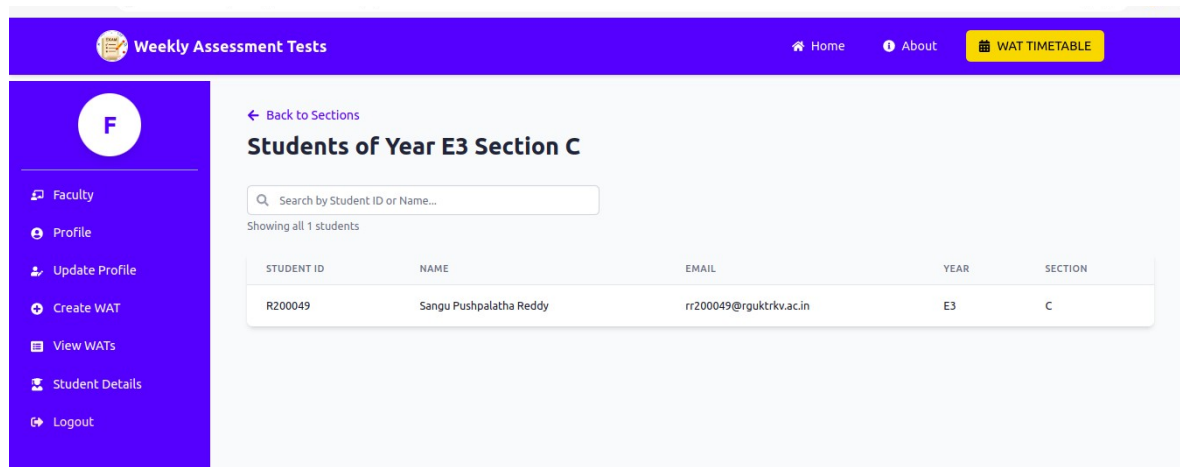 Weekly Assessment Tests
Home About WAT TIMETABLE
F
Faculty
Profile
Update Profile
Create WAT
View WATs
Student Details
Logout
Back to Sections
Students of Year E3 Section C
Search by Student ID or Name...
Showing all 1 students
STUDENT ID NAME EMAIL YEAR SECTION
R200049 Sangu Pushpalatha Reddy rr200049@rguktrkv.ac.in E3 C